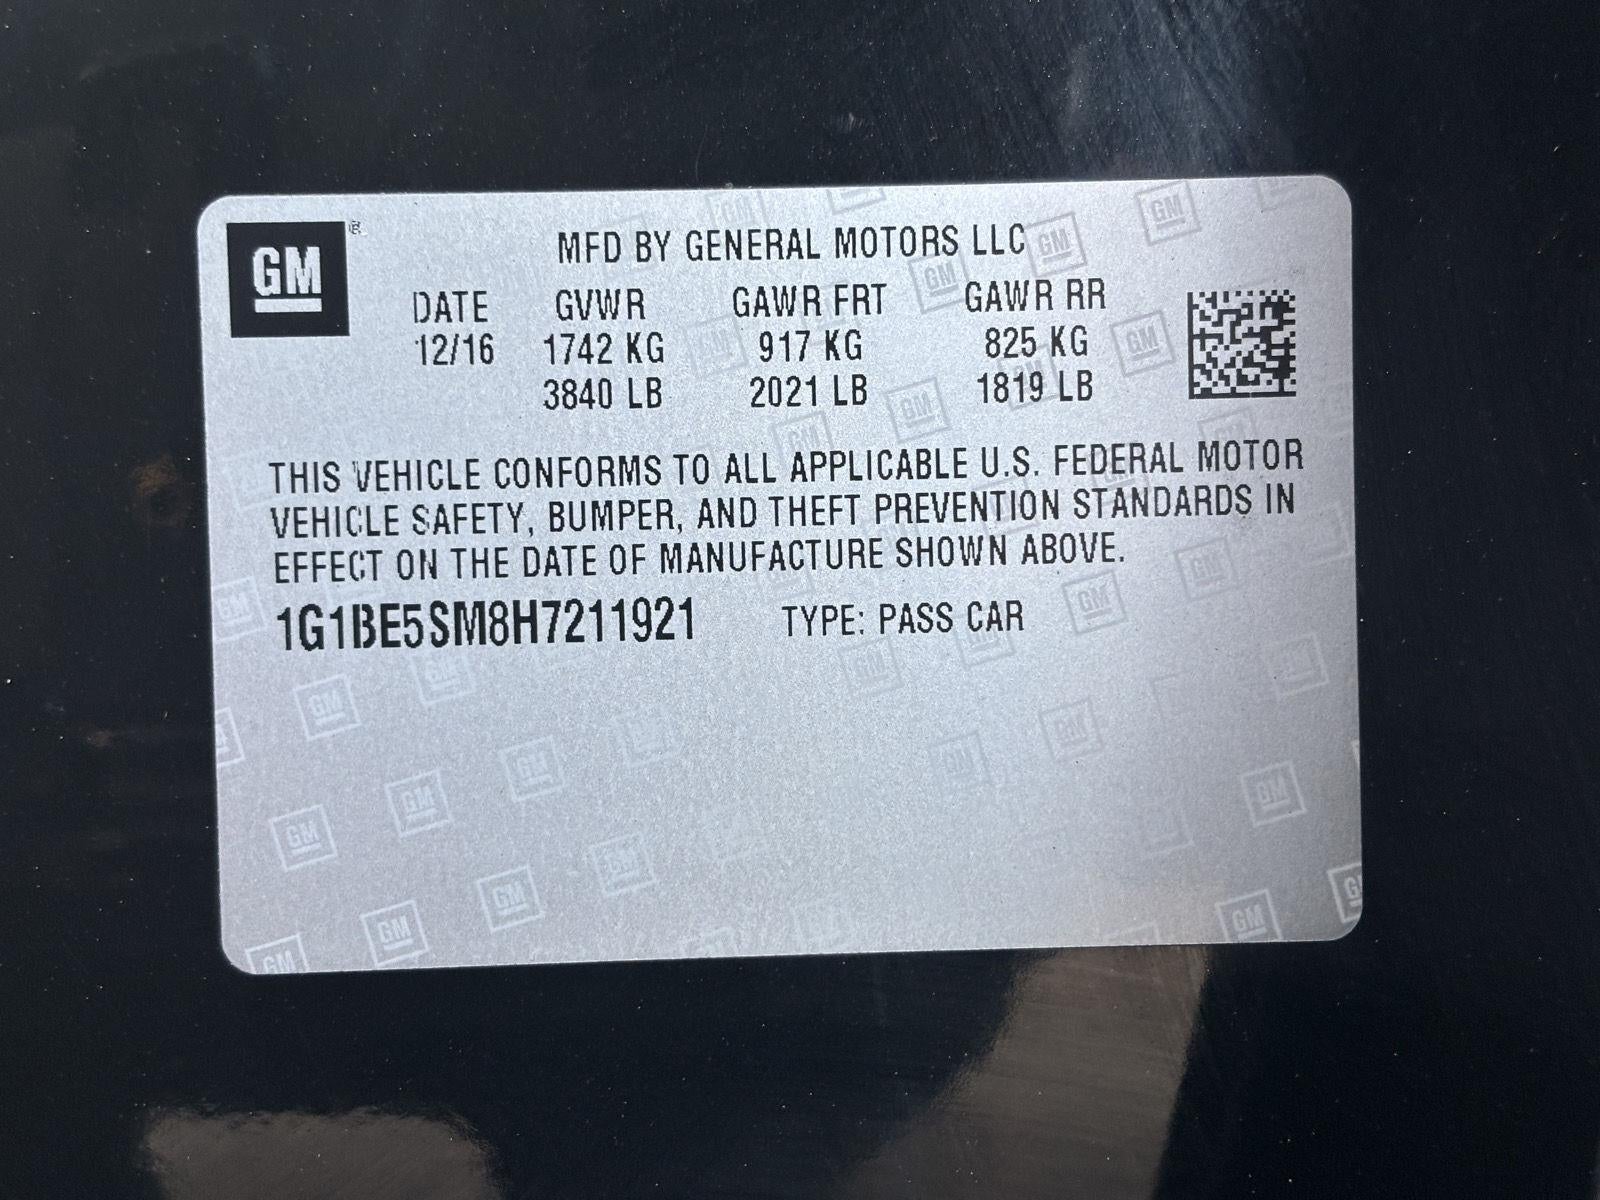 GM
MFD BY GENERAL MOTORS LLC
DATE GVWR GAWR FRT GAWR RR
12/16 1742 KG 917 KG 825 KG
3840 LB 2021 LB 1819 LB
THIS VEHICLE CONFORMS TO ALL APPLICABLE U.S. FEDERAL MOTOR
VEHICLE SAFETY, BUMPER, AND THEFT PREVENTION STANDARDS IN
EFFECT ON THE DATE OF MANUFACTURE SHOWN ABOVE.
1G1BE5SM8H7211921 TYPE: PASS CAR